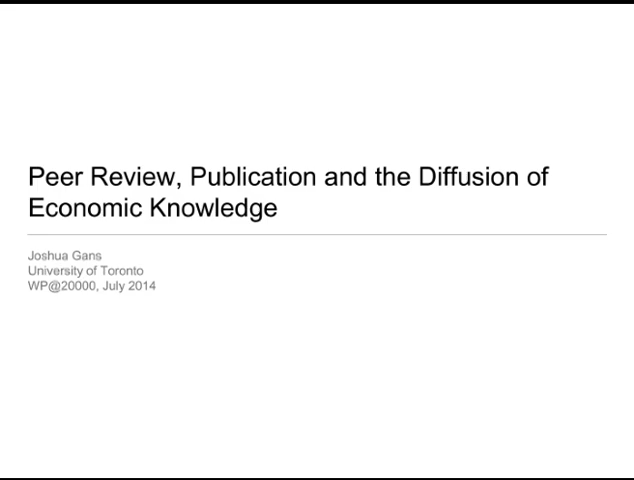 Peer Review, Publication and the Diffusion of
Economic Knowledge
Joshua Gans
University of Toronto
WP@20000, July 2014